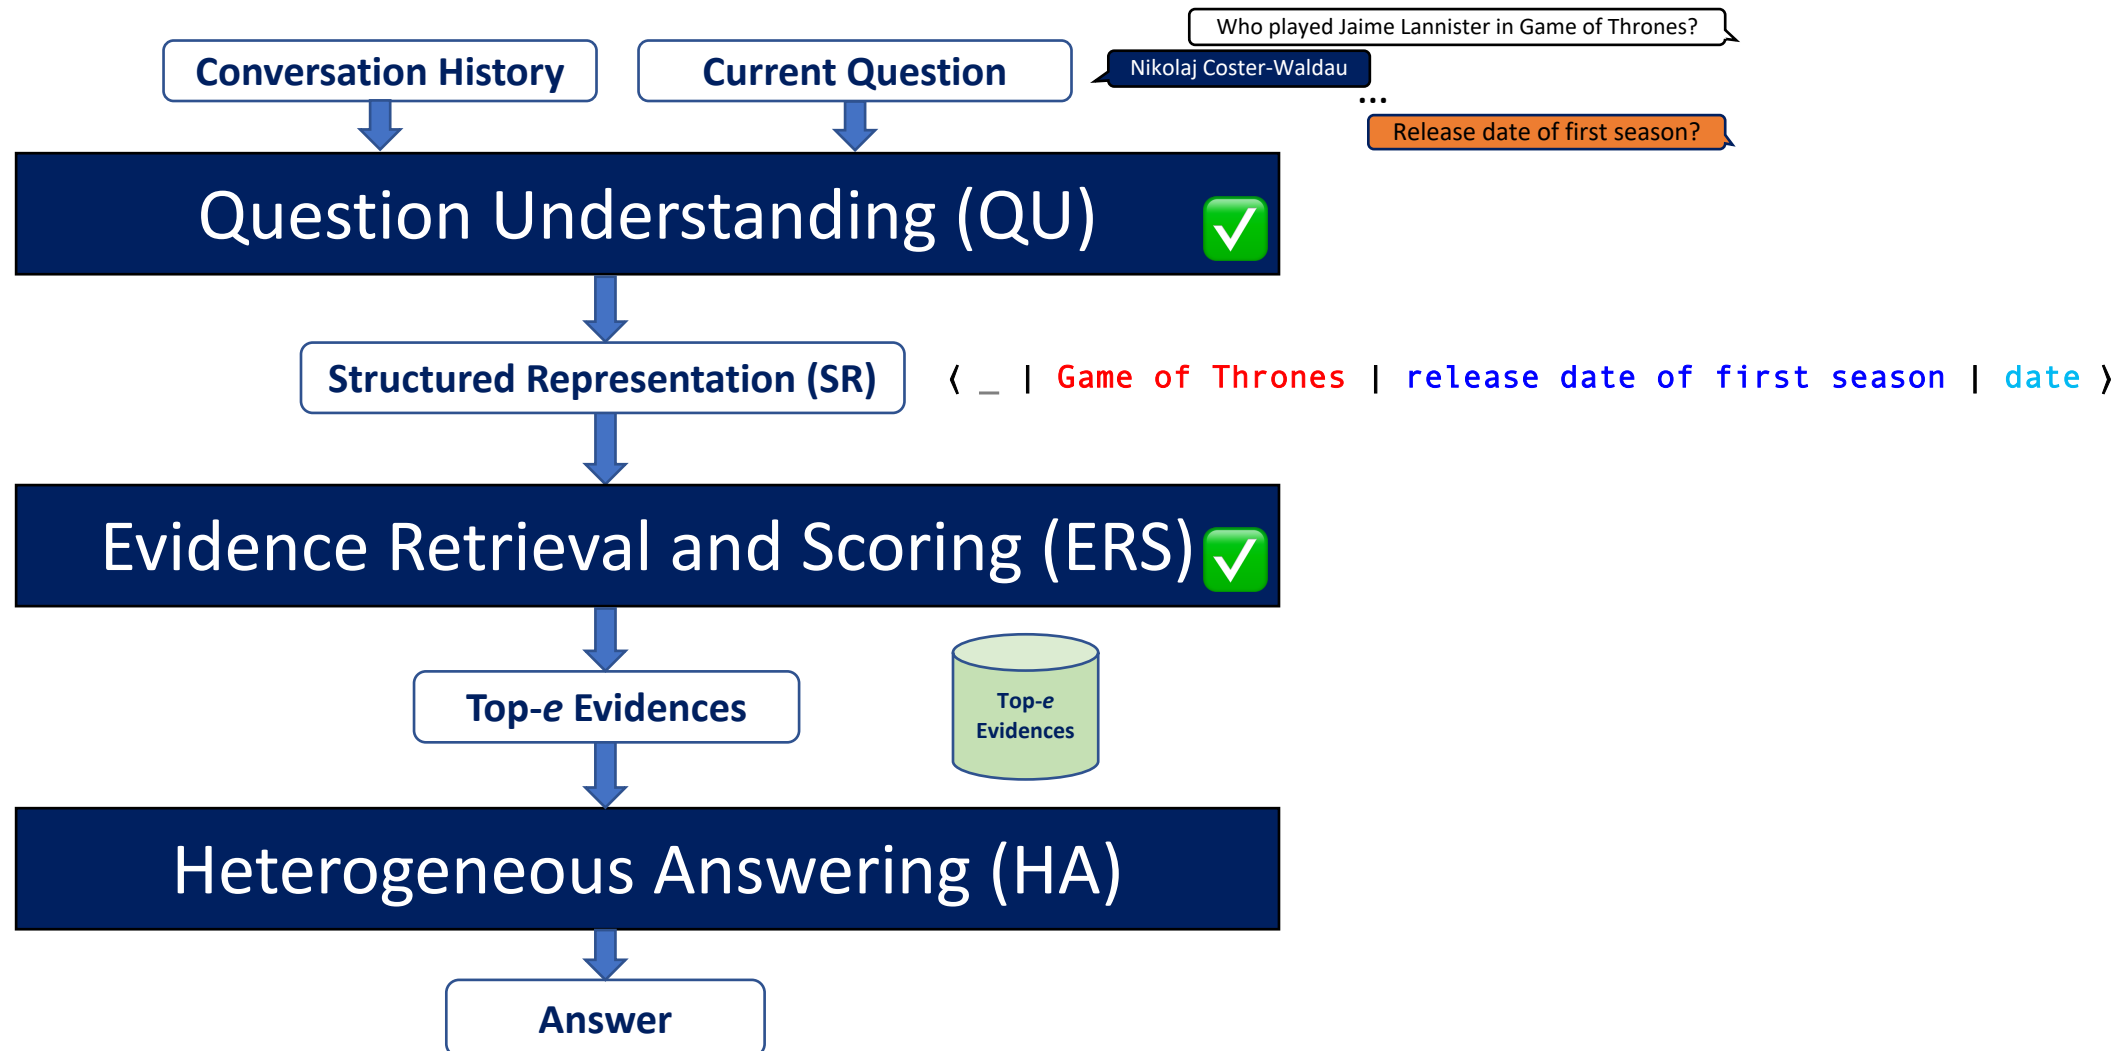 Who played Jaime Lannister in Game of Thrones?
Conversation History
Current Question
Nikolaj Coster-Waldau
...
Release date of first season?
Question Understanding (QU)
Structured Representation (SR)
⟨ _ | Game of Thrones | release date of first season | date ⟩
Evidence Retrieval and Scoring (ERS)
Top-e Evidences
Top-e
Evidences
Heterogeneous Answering (HA)
Answer